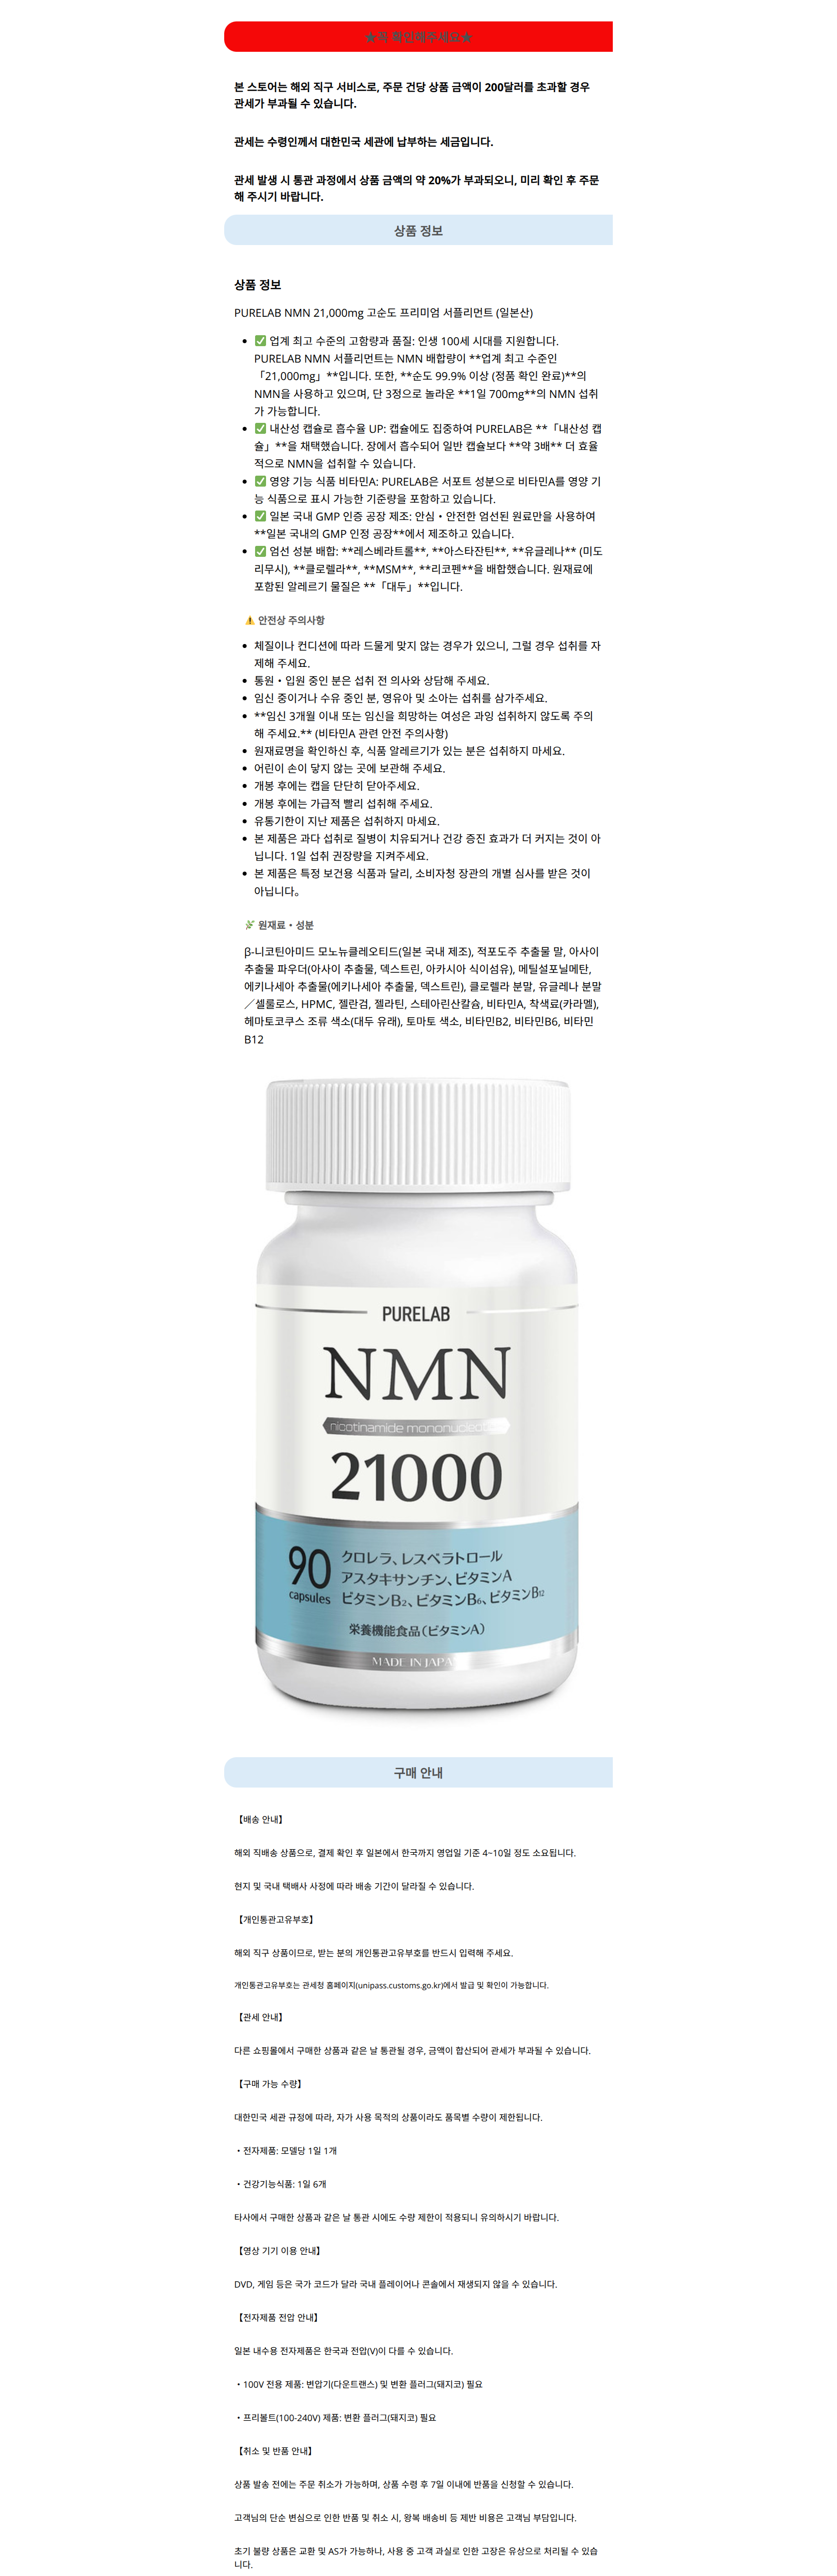 ★꼭 확인해주세요★
본 스토어는 해외 직구 서비스로, 주문 건당 상품 금액이 200달러를 초과할 경우
관세가 부과될 수 있습니다.
관세는 수령인께서 대한민국 세관에 납부하는 세금입니다.
관세 발생 시 통관 과정에서 상품 금액의 약 20%가 부과되오니, 미리 확인 후 주문
해 주시기 바랍니다.
상품 정보
상품 정보
PURELAB NMN 21,000mg 고순도 프리미엄 서플리먼트 (일본산)
• ✅ 업계 최고 수준의 고함량과 품질: 인생 100세 시대를 지원합니다.
PURELAB NMN 서플리먼트는 NMN 배합량이 **업계 최고 수준인
「21,000mg」**입니다. 또한, **순도 99.9% 이상 (정품 확인 완료)**의
NMN을 사용하고 있으며, 단 3정으로 놀라운 **1일 700mg**의 NMN 섭취
가 가능합니다.
• ✅ 내산성 캡슐로 흡수율 UP: 캡슐에도 집중하여 PURELAB은 **「내산성 캡
슐」**을 채택했습니다. 장에서 흡수되어 일반 캡슐보다 **약 3배** 더 효율
적으로 NMN을 섭취할 수 있습니다.
• ✅ 영양 기능 식품 비타민A: PURELAB은 서포트 성분으로 비타민A를 영양 기
능 식품으로 표시 가능한 기준량을 포함하고 있습니다.
• ✅ 일본 국내 GMP 인증 공장 제조: 안심・안전한 엄선된 원료만을 사용하여
**일본 국내의 GMP 인정 공장**에서 제조하고 있습니다.
• ✅ 엄선 성분 배합: **레스베라트롤**, **아스타잔틴**, **유글레나** (미도
리무시), **클로렐라**, **MSM**, **리코펜**을 배합했습니다. 원재료에
포함된 알레르기 물질은 **「대두」**입니다.
⚠️ 안전상 주의사항
• 체질이나 컨디션에 따라 드물게 맞지 않는 경우가 있으니, 그럴 경우 섭취를 자
제해 주세요.
• 통원・입원 중인 분은 섭취 전 의사와 상담해 주세요.
• 임신 중이거나 수유 중인 분, 영유아 및 소아는 섭취를 삼가주세요.
• **임신 3개월 이내 또는 임신을 희망하는 여성은 과잉 섭취하지 않도록 주의
해 주세요.** (비타민A 관련 안전 주의사항)
• 원재료명을 확인하신 후, 식품 알레르기가 있는 분은 섭취하지 마세요.
• 어린이 손이 닿지 않는 곳에 보관해 주세요.
• 개봉 후에는 캡을 단단히 닫아주세요.
• 개봉 후에는 가급적 빨리 섭취해 주세요.
• 유통기한이 지난 제품은 섭취하지 마세요.
• 본 제품은 과다 섭취로 질병이 치유되거나 건강 증진 효과가 더 커지는 것이 아
닙니다. 1일 섭취 권장량을 지켜주세요.
• 본 제품은 특정 보건용 식품과 달리, 소비자청 장관의 개별 심사를 받은 것이
아닙니다。
🌿 원재료・성분
β-니코틴아미드 모노뉴클레오티드(일본 국내 제조), 적포도주 추출물 말, 아사이
추출물 파우더(아사이 추출물, 덱스트린, 아카시아 식이섬유), 메틸설포닐메탄,
에키나세아 추출물(에키나세아 추출물, 덱스트린), 클로렐라 분말, 유글레나 분말
／셀룰로스, HPMC, 젤란검, 젤라틴, 스테아린산칼슘, 비타민A, 착색료(카라멜),
헤마토코쿠스 조류 색소(대두 유래), 토마토 색소, 비타민B2, 비타민B6, 비타민
B12
PURELAB
NMN
nicotinamide mononucleotide
21000
90
capsules
クロレラ、レスベラトロール
アスタキサンチン、ビタミンA
ビタミンB₂、ビタミンB₆、ビタミンB₁₂
栄養機能食品（ビタミンA）
MADE IN JAPA
구매 안내
【배송 안내】
해외 직배송 상품으로, 결제 확인 후 일본에서 한국까지 영업일 기준 4~10일 정도 소요됩니다.
현지 및 국내 택배사 사정에 따라 배송 기간이 달라질 수 있습니다.
【개인통관고유부호】
해외 직구 상품이므로, 받는 분의 개인통관고유부호를 반드시 입력해 주세요.
개인통관고유부호는 관세청 홈페이지(unipass.customs.go.kr)에서 발급 및 확인이 가능합니다.
【관세 안내】
다른 쇼핑몰에서 구매한 상품과 같은 날 통관될 경우, 금액이 합산되어 관세가 부과될 수 있습니다.
【구매 가능 수량】
대한민국 세관 규정에 따라, 자가 사용 목적의 상품이라도 품목별 수량이 제한됩니다.
・전자제품: 모델당 1일 1개
・건강기능식품: 1일 6개
타사에서 구매한 상품과 같은 날 통관 시에도 수량 제한이 적용되니 유의하시기 바랍니다.
【영상 기기 이용 안내】
DVD, 게임 등은 국가 코드가 달라 국내 플레이어나 콘솔에서 재생되지 않을 수 있습니다.
【전자제품 전압 안내】
일본 내수용 전자제품은 한국과 전압(V)이 다를 수 있습니다.
・100V 전용 제품: 변압기(다운트랜스) 및 변환 플러그(돼지코) 필요
・프리볼트(100-240V) 제품: 변환 플러그(돼지코) 필요
【취소 및 반품 안내】
상품 발송 전에는 주문 취소가 가능하며, 상품 수령 후 7일 이내에 반품을 신청할 수 있습니다.
고객님의 단순 변심으로 인한 반품 및 취소 시, 왕복 배송비 등 제반 비용은 고객님 부담입니다.
초기 불량 상품은 교환 및 AS가 가능하나, 사용 중 고객 과실로 인한 고장은 유상으로 처리될 수 있습
니다.